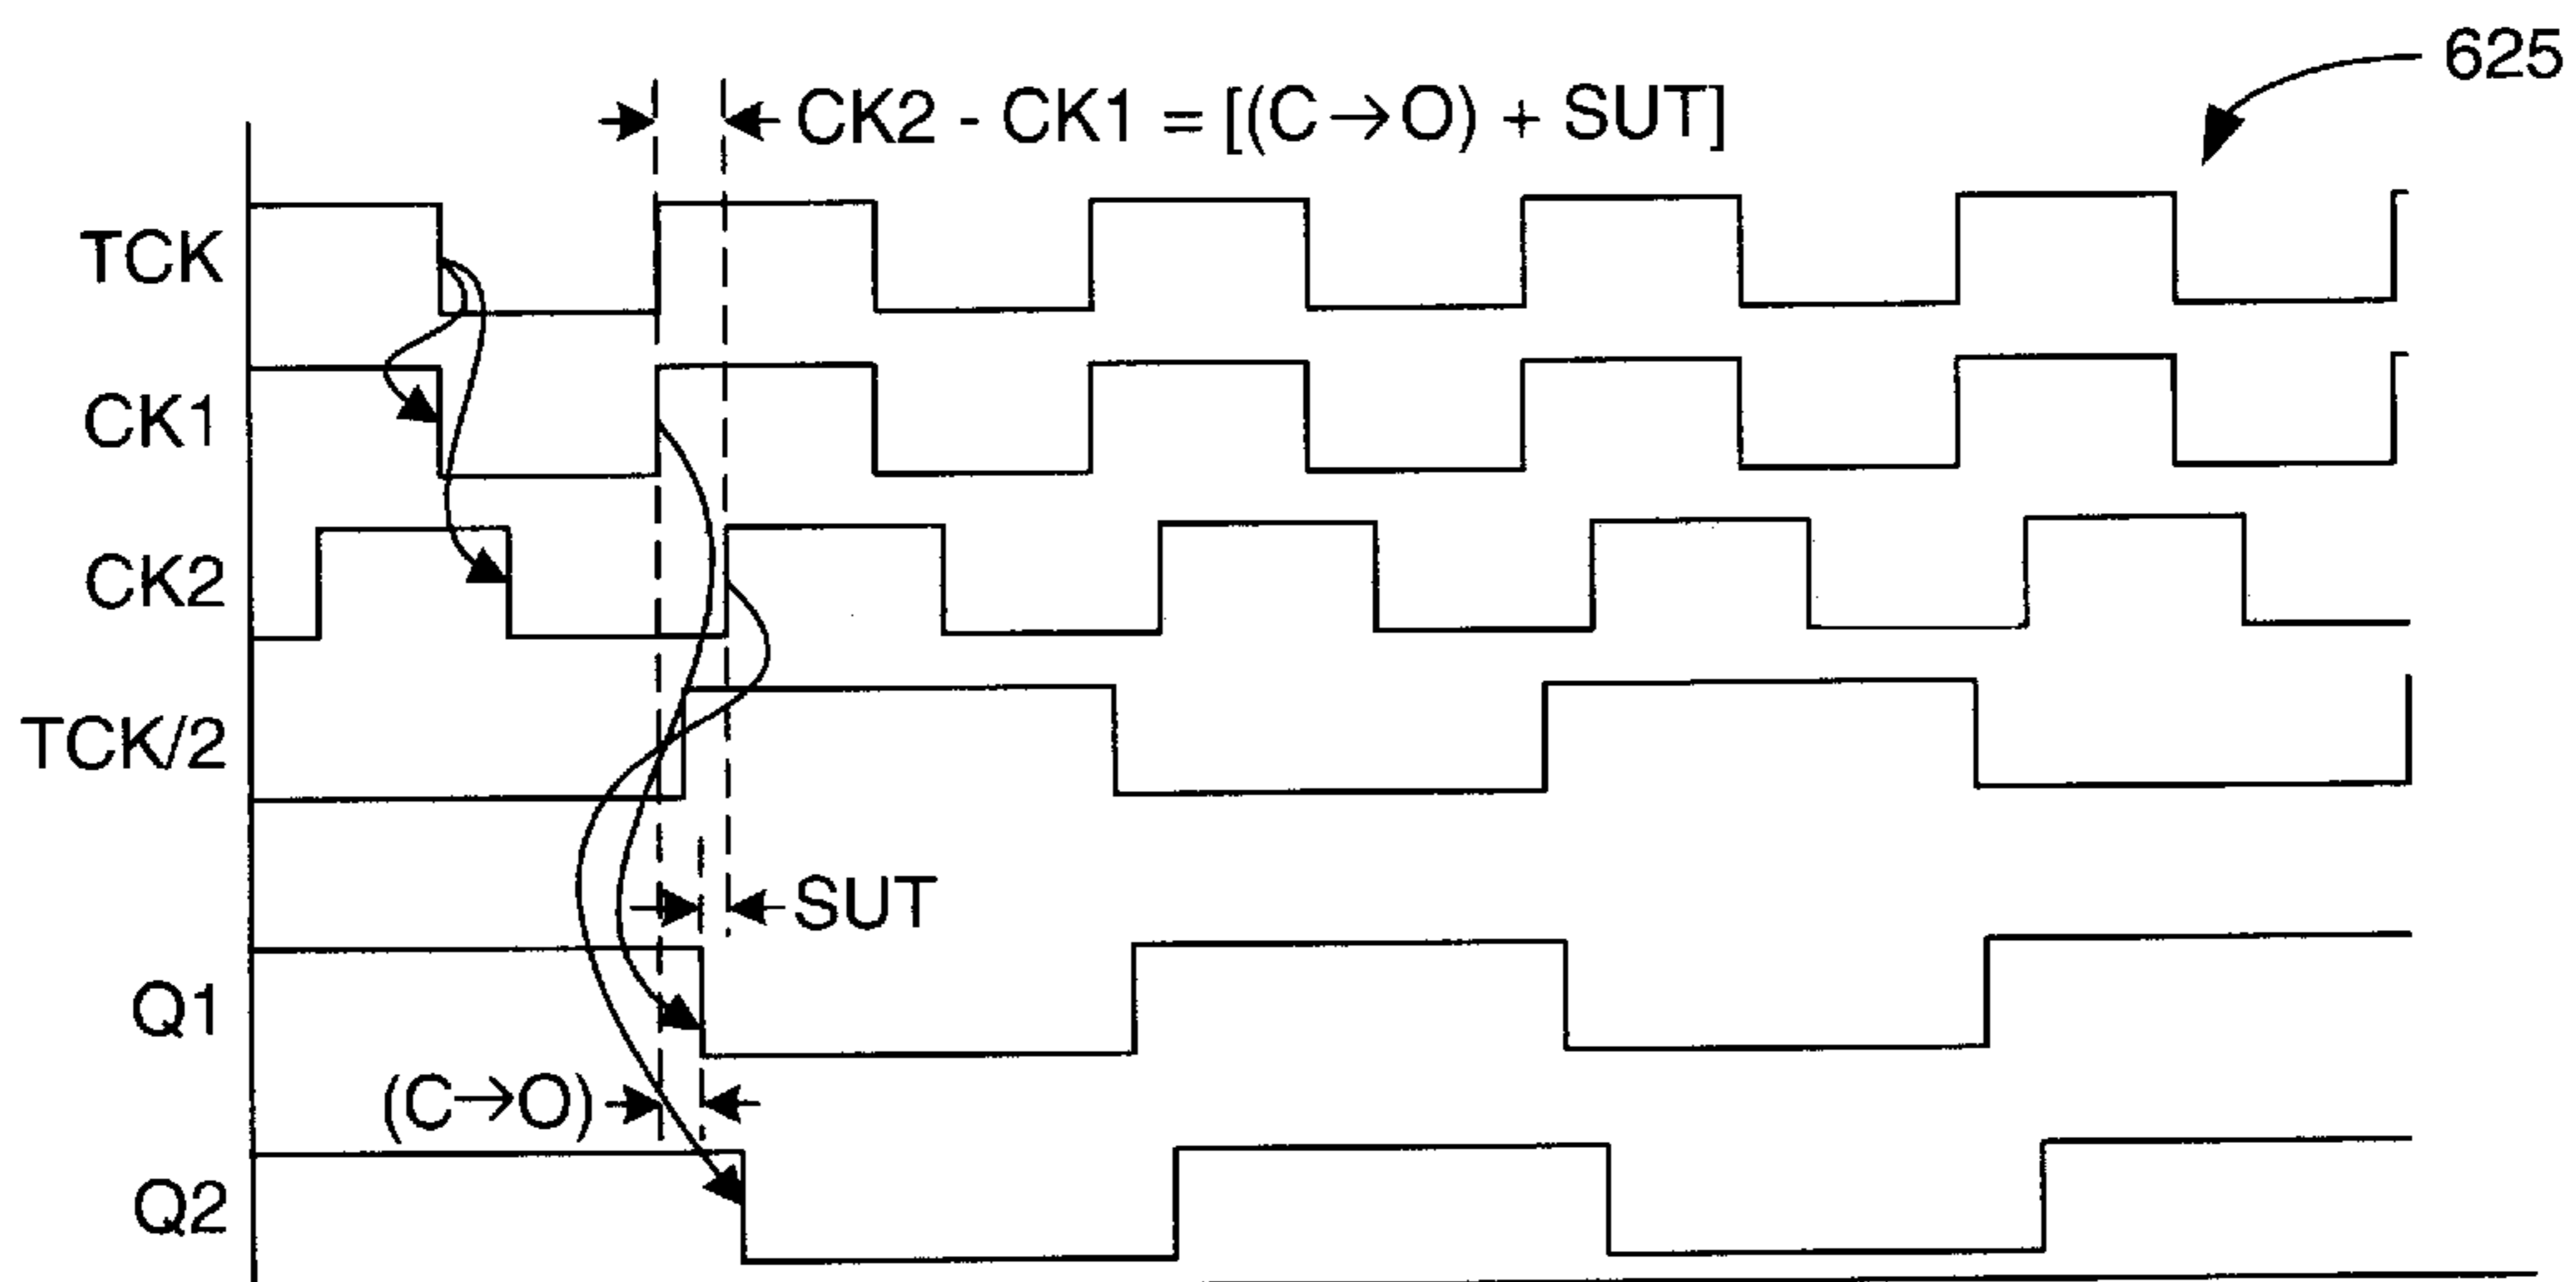 625
CK2 - CK1 = [(C→O) + SUT]
TCK
CK1
CK2
TCK/2
SUT
Q1
(C→O)
Q2